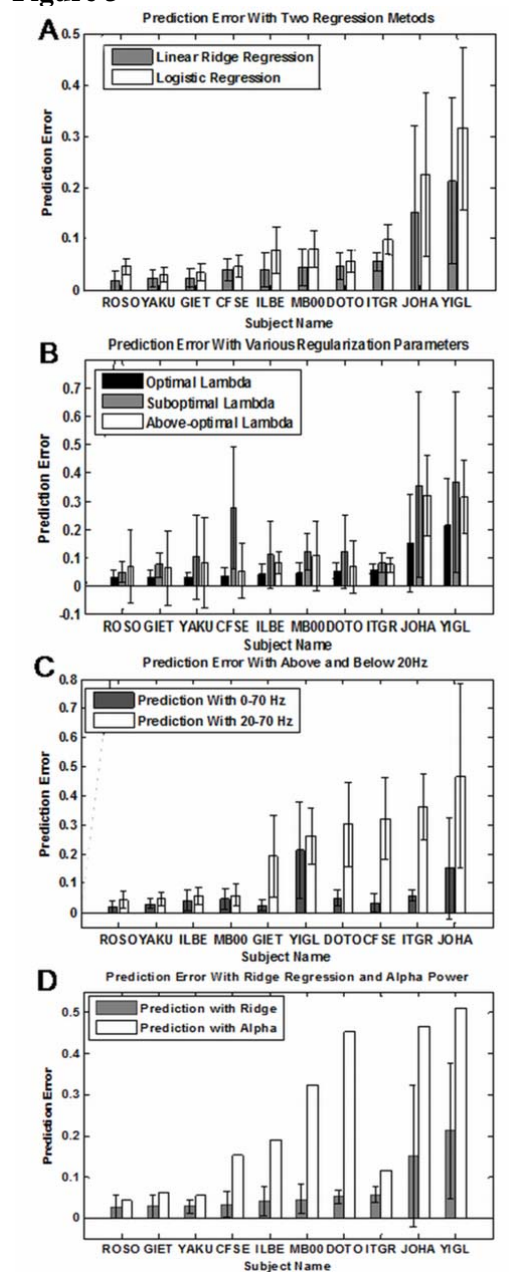 A
Prediction Error With Two Regression Metods
0.5
0.4
0.3
0.2
0.1
0
Prediction Error
Linear Ridge Regression
Logistic Regression
ROSO YAKU GIET CFSE ILBE MB00 DOTO ITGR JOHA YIGL
Subject Name
B
Prediction Error With Various Regularization Parameters
0.7
0.6
0.5
0.4
0.3
0.2
0.1
0
-0.1
Prediction Error
Optimal Lambda
Suboptimal Lambda
Above-optimal Lambda
ROSO GIET YAKU CFSE ILBE MB00 DOTO ITGR JOHA YIGL
Subject Name
C
Prediction Error With Above and Below 20Hz
0.8
0.7
0.6
0.5
0.4
0.3
0.2
0.1
0
Prediction Error
Prediction With 0-70 Hz
Prediction With 20-70 Hz
ROSO YAKU ILBE MB00 GIET YIGL DOTO CFSE ITGR JOHA
Subject Name
D
Prediction Error With Ridge Regression and Alpha Power
0.5
0.4
0.3
0.2
0.1
0
Prediction Error
Prediction with Ridge
Prediction with Alpha
ROSO GIET YAKU CFSE ILBE MB00 DOTO ITGR JOHA YIGL
Subject Name